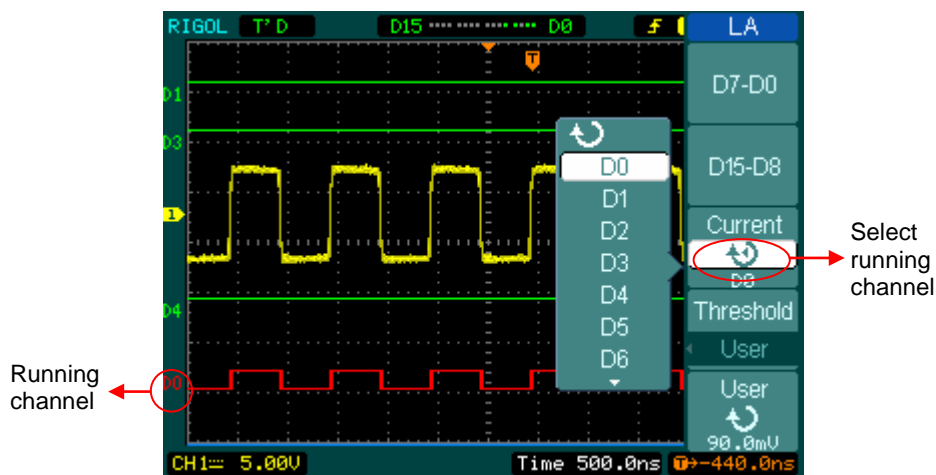 RIGOL T'D D15 D0 LA
D7-D0
D1
D3
D15-D8
D0
D1
D2
D3
D4
D5
D6
1
Current
D0
Select
running
channel
D4
Threshold
User
D0
Running
channel
User
90.0mV
CH1 5.00V Time 500.0ns T→-440.0ns
T